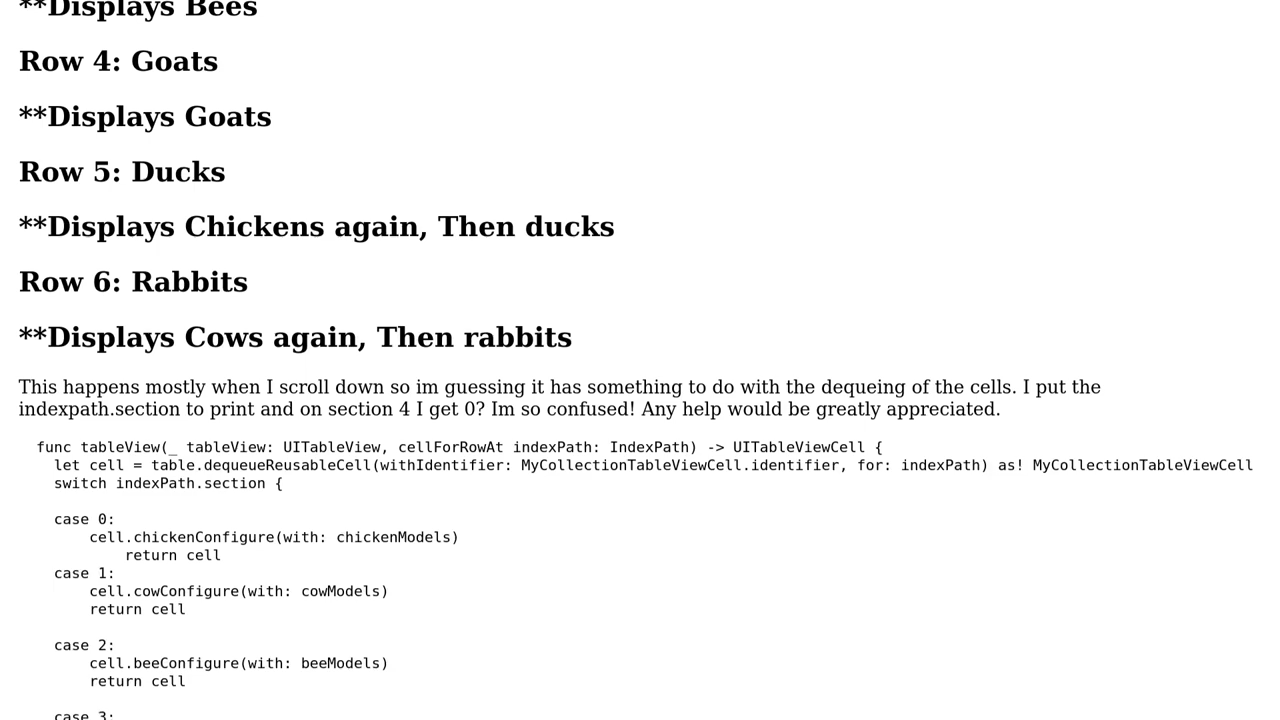 **Displays Bees
Row 4: Goats
**Displays Goats
Row 5: Ducks
**Displays Chickens again, Then ducks
Row 6: Rabbits
**Displays Cows again, Then rabbits
This happens mostly when I scroll down so im guessing it has something to do with the dequeing of the cells. I put the
indexpath.section to print and on section 4 I get 0? Im so confused! Any help would be greatly appreciated.
func tableView(_ tableView: UITableView, cellForRowAt indexPath: IndexPath) -> UITableViewCell {
let cell = table.dequeueReusableCell(withIdentifier: MyCollectionTableViewCell.identifier, for: indexPath) as! MyCollectionTableViewCell
switch indexPath.section {
case 0:
cell.chickenConfigure(with: chickenModels)
return cell
case 1:
cell.cowConfigure(with: cowModels)
return cell
case 2:
cell.beeConfigure(with: beeModels)
return cell
case 3: